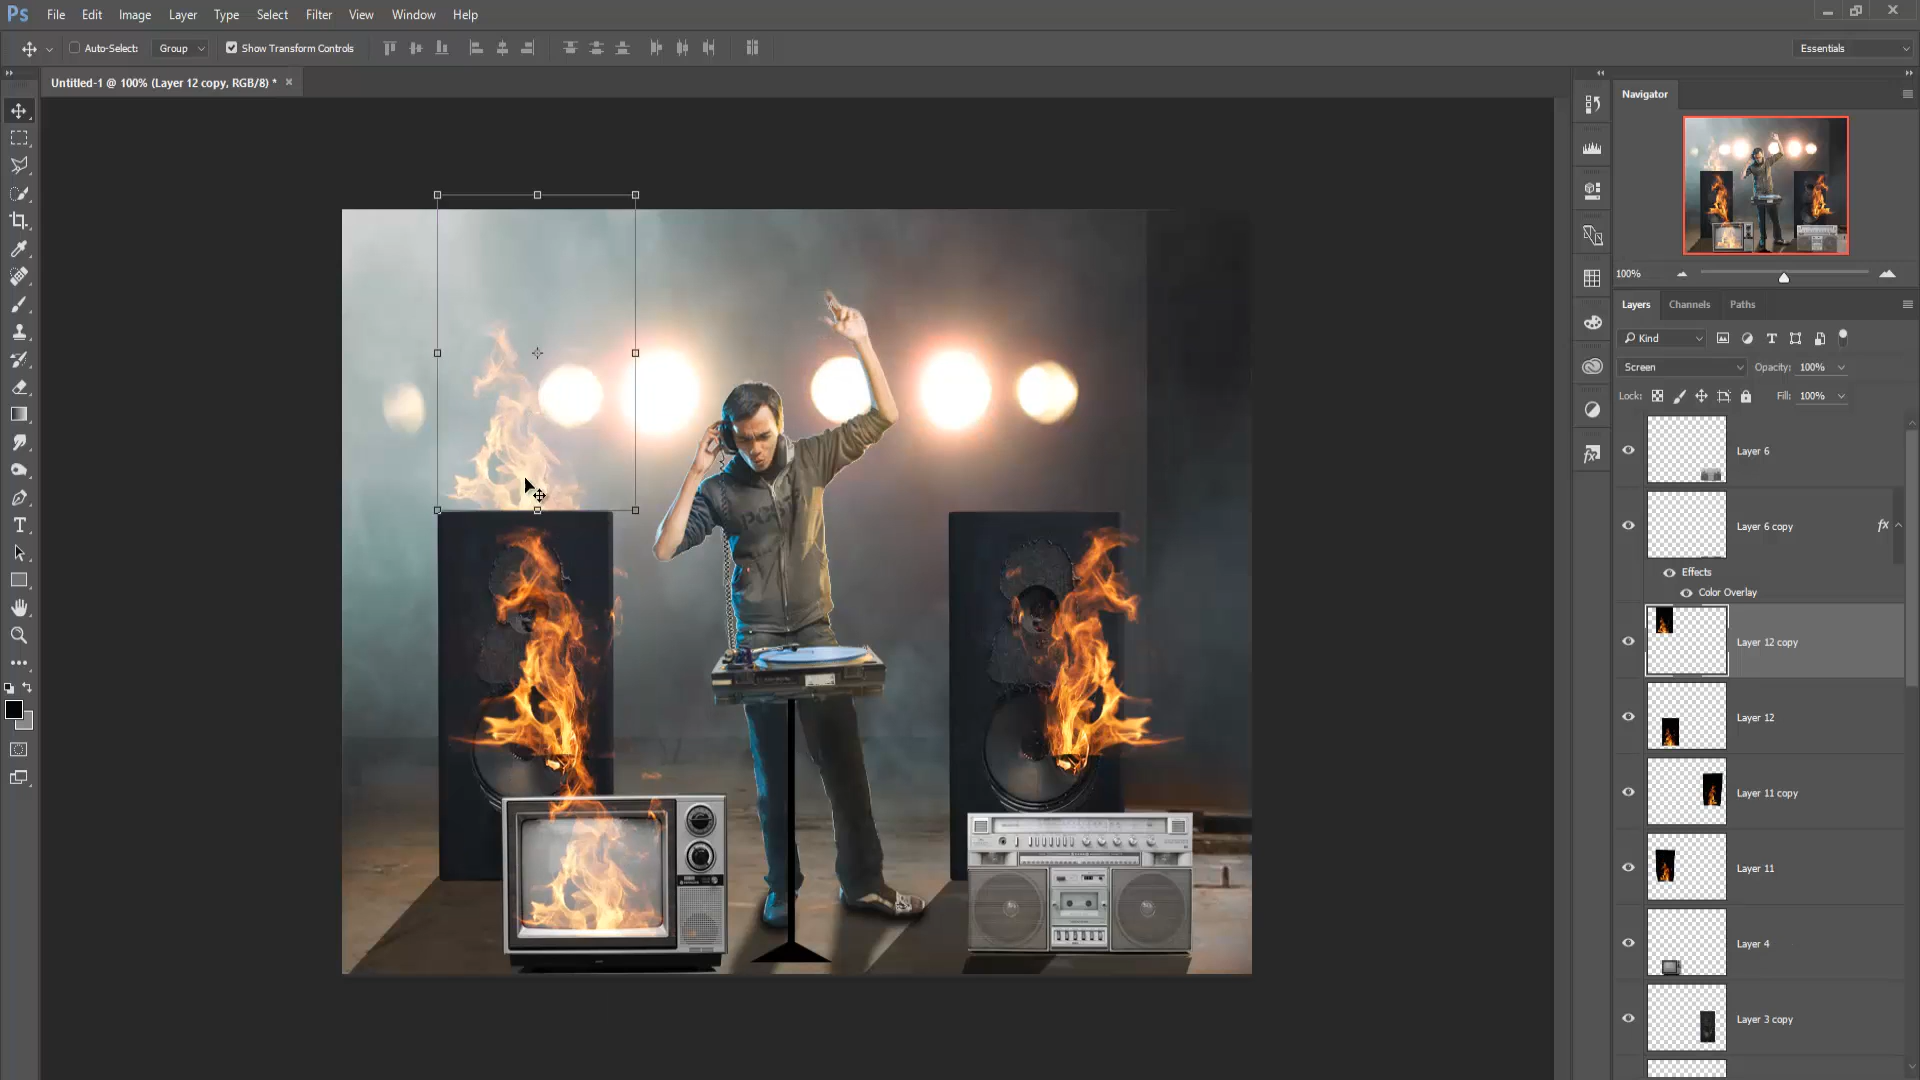 Ps File Edit Image Layer Type Select Filter View Window Help
Auto-Select: Group Show Transform Controls Essentials
Untitled-1 @ 100% (Layer 12 copy, RGB/8) *
Navigator
100%
Layers Channels Paths
Kind
Screen Opacity: 100%
Lock: Fill: 100%
Layer 6
Layer 6 copy fx
Effects
Color Overlay
Layer 12 copy
Layer 12
Layer 11 copy
Layer 11
Layer 4
Layer 3 copy